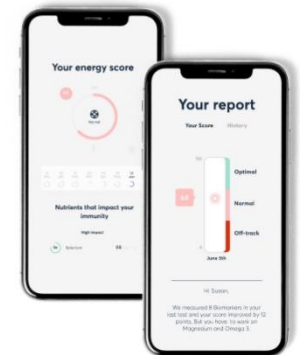 Your energy score
Normal
Nutrients that impact your
immunity
High impact
Your report
Your Score History
Optimal
Normal
Off-track
June 5th
Hi Susan,
We measured 8 Biomarkers in your
last test and your score improved by 12
points. But you have to work on
Magnesium and Omega 3.